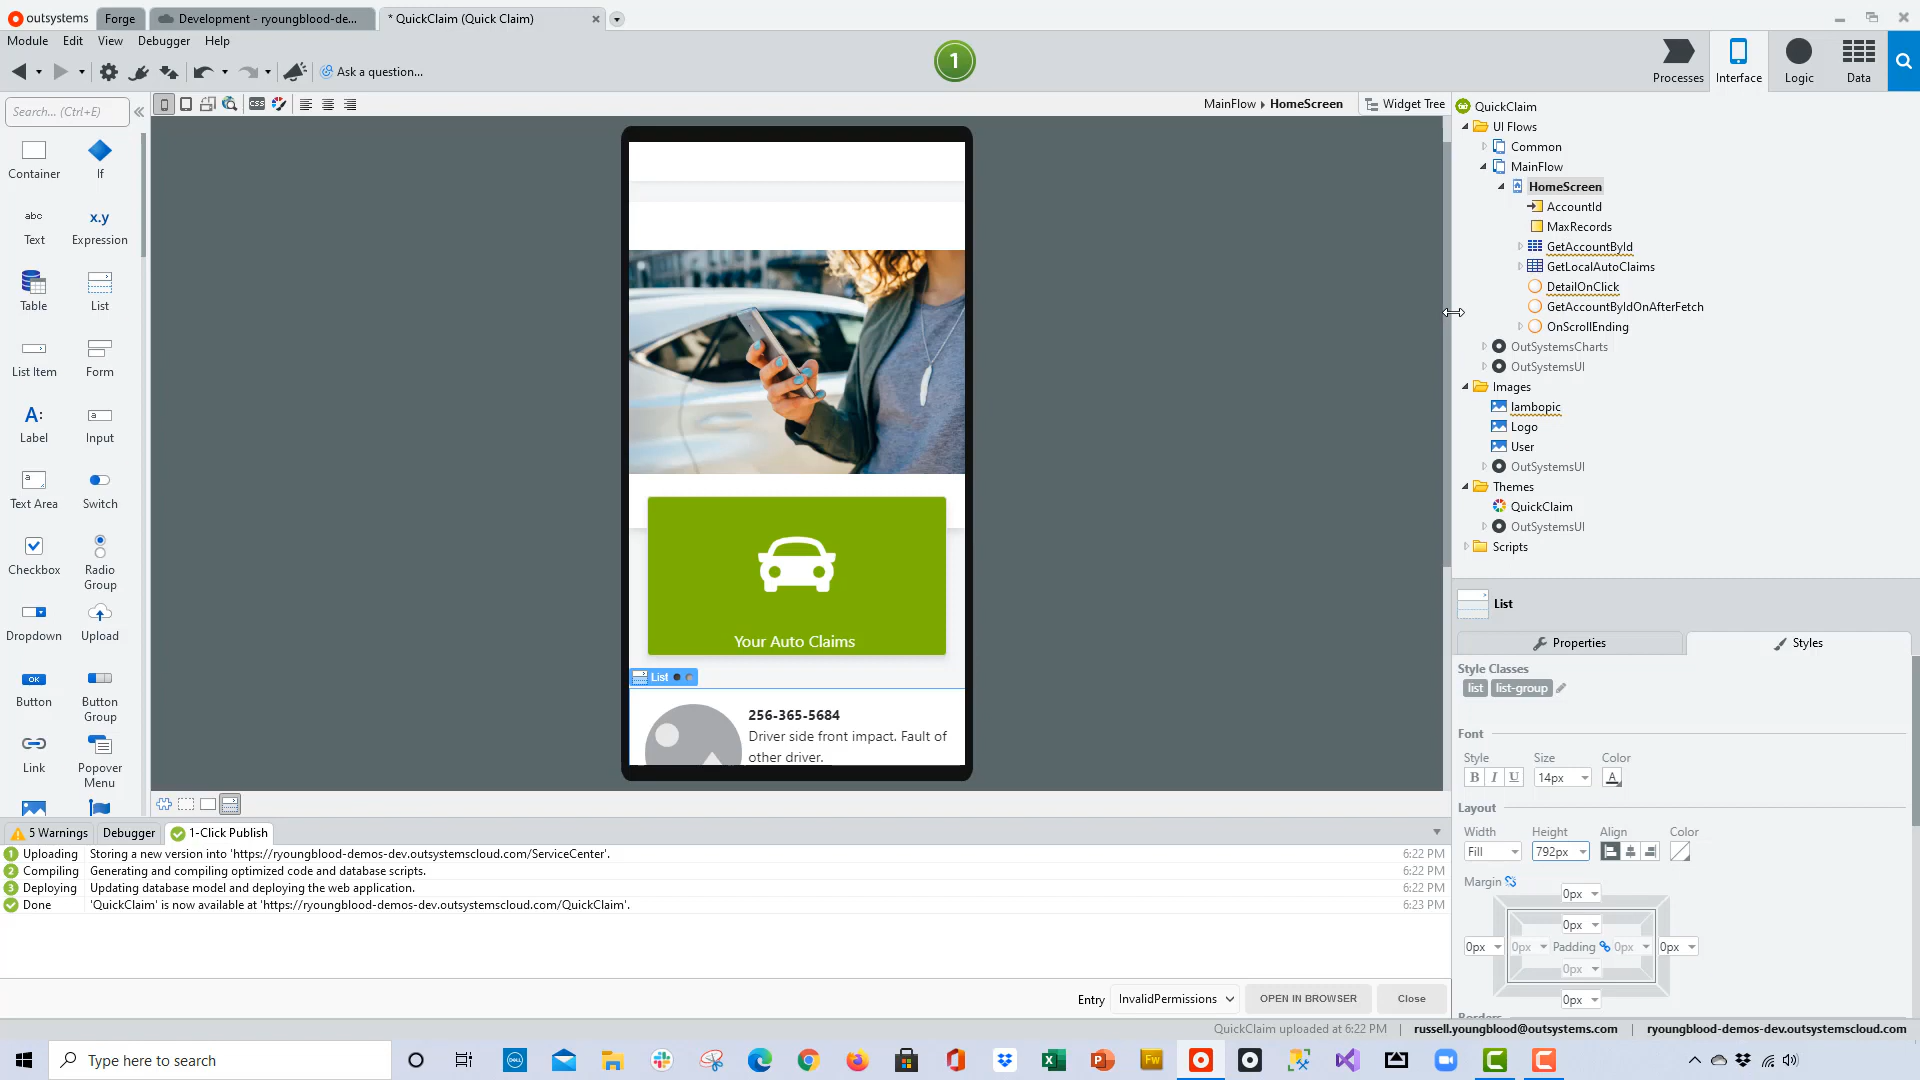 outsystems
Forge
Development - ryoungblood-de...
* QuickClaim (Quick Claim)
Module Edit View Debugger Help
1
Ask a question...
Processes
Interface
Logic
Data
Search... (Ctrl+E)
CSS
MainFlow HomeScreen
Widget Tree
Container
If
abc
x.y
Text
Expression
Table
List
List Item
Form
A:
a
Label
Input
a
Text Area
Switch
Checkbox
Radio
Group
Dropdown
Upload
OK
Button
Button
Group
Link
Popover
Menu
Your Auto Claims
List
256-365-5684
Driver side front impact. Fault of
other driver.
QuickClaim
UI Flows
Common
MainFlow
HomeScreen
AccountId
MaxRecords
GetAccountById
GetLocalAutoClaims
DetailOnClick
GetAccountByIdOnAfterFetch
OnScrollEnding
OutSystemsCharts
OutSystemsUI
Images
lambopic
Logo
User
OutSystemsUI
Themes
QuickClaim
OutSystemsUI
Scripts
List
Properties
Styles
Style Classes
list list-group
Font
Style Size Color
B I U 14px A
Layout
Width Height Align Color
Fill 792px
Margin
0px
0px
0px 0px Padding 0px 0px
0px
0px
Borders
5 Warnings Debugger 1-Click Publish
1 Uploading Storing a new version into 'https://ryoungblood-demos-dev.outsystemscloud.com/ServiceCenter'. 6:22 PM
2 Compiling Generating and compiling optimized code and database scripts. 6:22 PM
3 Deploying Updating database model and deploying the web application. 6:22 PM
Done 'QuickClaim' is now available at 'https://ryoungblood-demos-dev.outsystemscloud.com/QuickClaim'. 6:23 PM
Entry InvalidPermissions OPEN IN BROWSER Close
QuickClaim uploaded at 6:22 PM russell.youngblood@outsystems.com ryoungblood-demos-dev.outsystemscloud.com
Type here to search
DELL
Fw